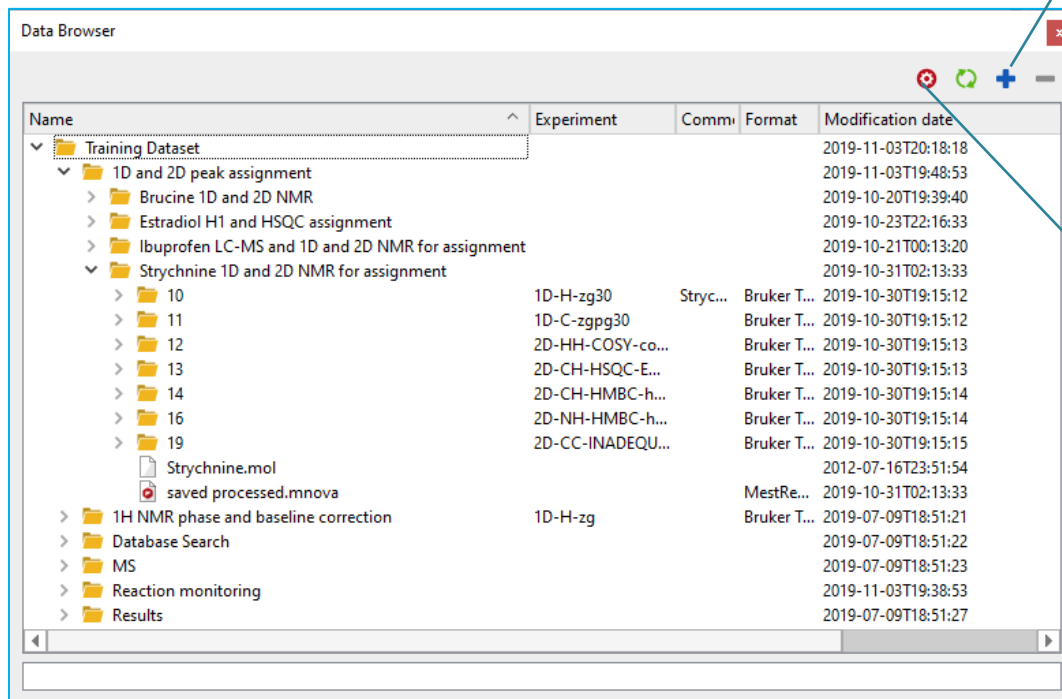 Data Browser
Name Experiment Comm Format Modification date
Training Dataset 2019-11-03T20:18:18
1D and 2D peak assignment 2019-11-03T19:48:53
Brucine 1D and 2D NMR 2019-10-20T19:39:40
Estradiol H1 and HSQC assignment 2019-10-23T22:16:33
Ibuprofen LC-MS and 1D and 2D NMR for assignment 2019-10-21T00:13:20
Strychnine 1D and 2D NMR for assignment 2019-10-31T02:13:33
10 1D-H-zg30 Stryc... Bruker T... 2019-10-30T19:15:12
11 1D-C-zgpg30 Bruker T... 2019-10-30T19:15:12
12 2D-HH-COSY-co... Bruker T... 2019-10-30T19:15:13
13 2D-CH-HSQC-E... Bruker T... 2019-10-30T19:15:13
14 2D-CH-HMBC-h... Bruker T... 2019-10-30T19:15:14
16 2D-NH-HMBC-h... Bruker T... 2019-10-30T19:15:14
19 2D-CC-INADEQU... Bruker T... 2019-10-30T19:15:15
Strychnine.mol 2012-07-16T23:51:54
saved processed.mnova MestRe... 2019-10-31T02:13:33
1H NMR phase and baseline correction 1D-H-zg Bruker T... 2019-07-09T18:51:21
Database Search 2019-07-09T18:51:22
MS 2019-07-09T18:51:23
Reaction monitoring 2019-11-03T19:38:53
Results 2019-07-09T18:51:27